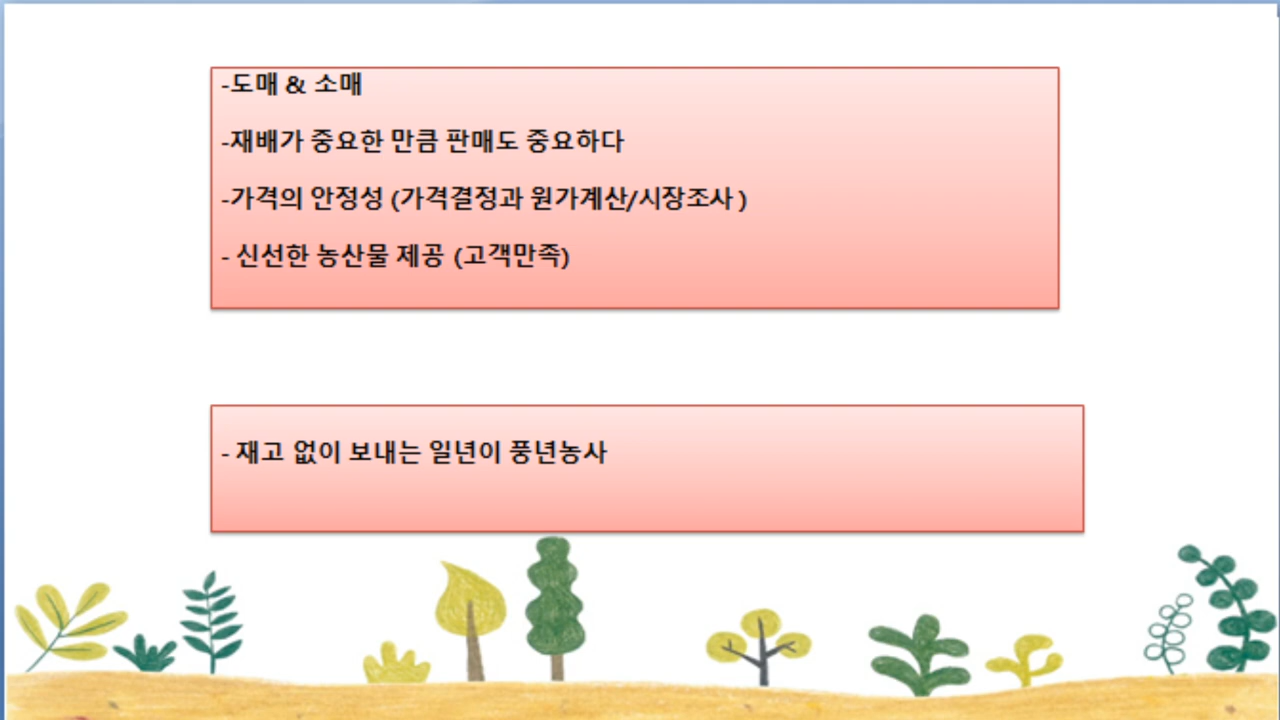 -도매 & 소매
-재배가 중요한 만큼 판매도 중요하다
-가격의 안정성 (가격결정과 원가계산/시장조사 )
- 신선한 농산물 제공 (고객만족)
- 재고 없이 보내는 일년이 풍년농사